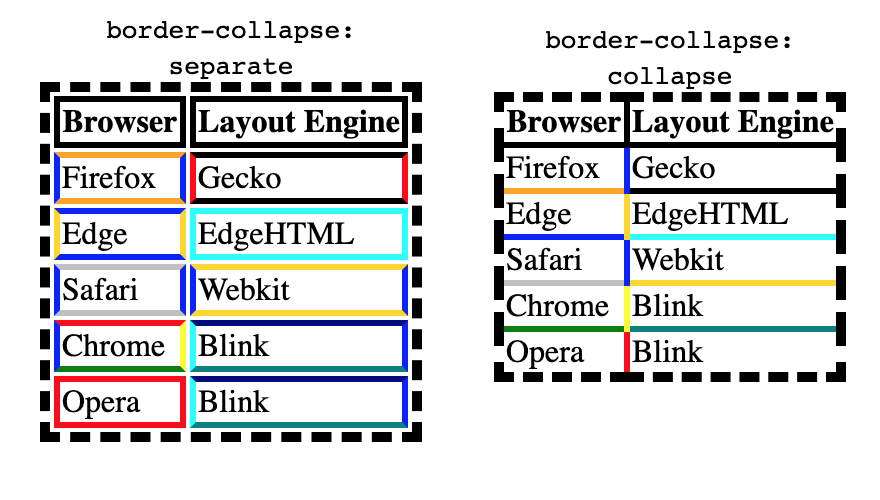 border-collapse:
separate
Browser Layout Engine
Firefox Gecko
Edge EdgeHTML
Safari Webkit
Chrome Blink
Opera Blink
border-collapse:
collapse
Browser Layout Engine
Firefox Gecko
Edge EdgeHTML
Safari Webkit
Chrome Blink
Opera Blink